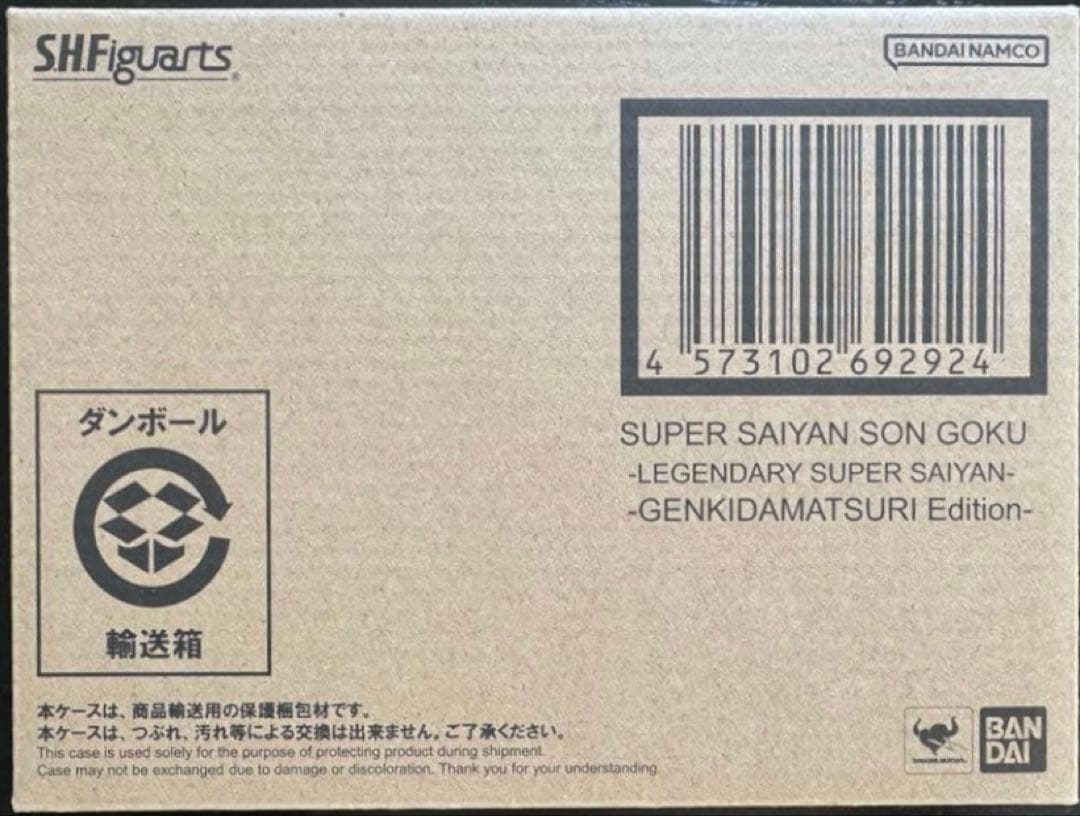 S.H.Figuarts
BANDAI NAMCO
4 573102 692924
SUPER SAIYAN SON GOKU
-LEGENDARY SUPER SAIYAN-
-GENKIDAMATSURI Edition-
ダンボール
輸送箱
本ケースは、商品輸送用の保護梱包材です。
本ケースは、つぶれ、汚れ等による交換は出来ません。ご了承ください。
This case is used solely for the purpose of protecting product during shipment.
Case may not be exchanged due to damage or discoloration. Thank you for your understanding.
BAN
DAI